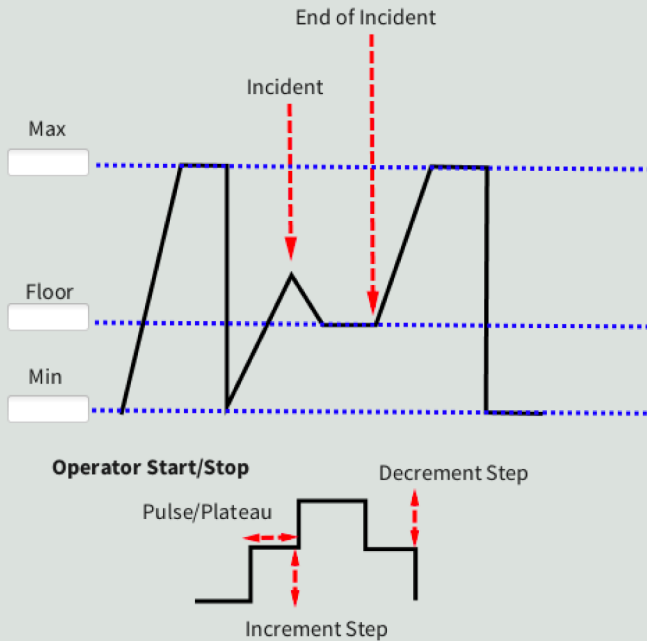 End of Incident
Incident
Max
Floor
Min
Operator Start/Stop
Decrement Step
Pulse/Plateau
Increment Step